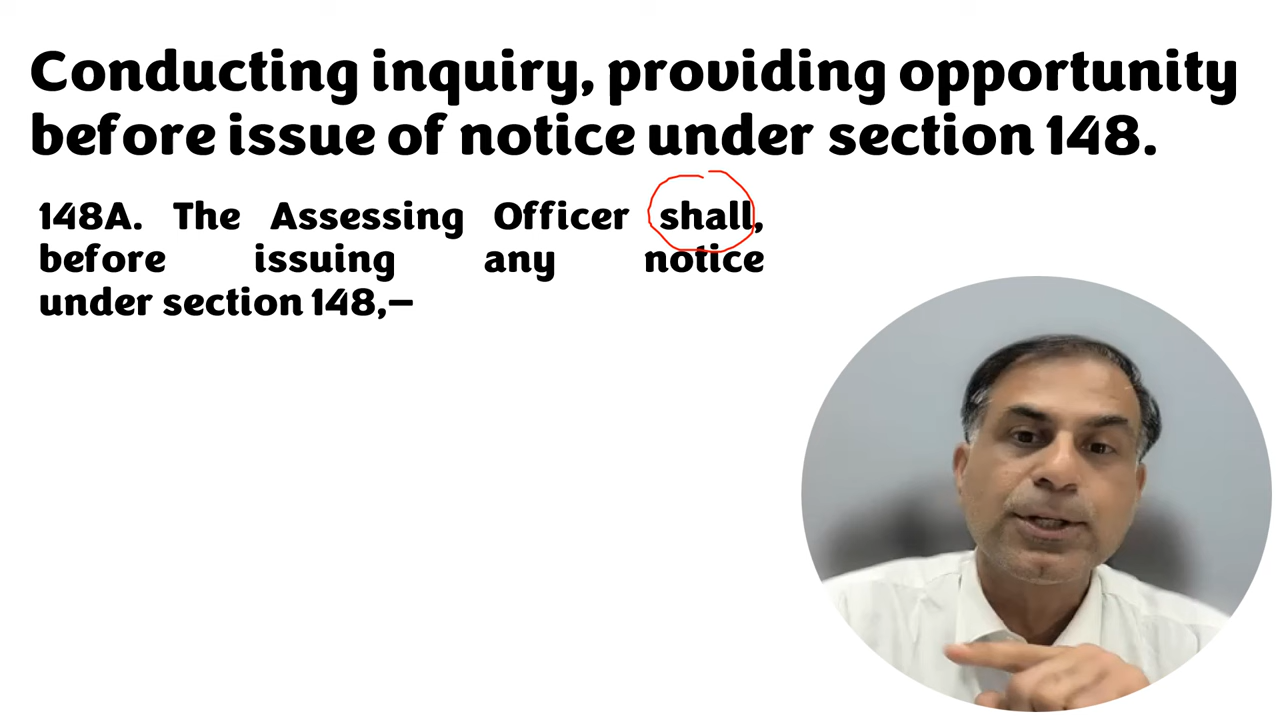 Conducting inquiry, providing opportunity
before issue of notice under section 148.
148A. The Assessing Officer shall,
before issuing any notice
under section 148,—